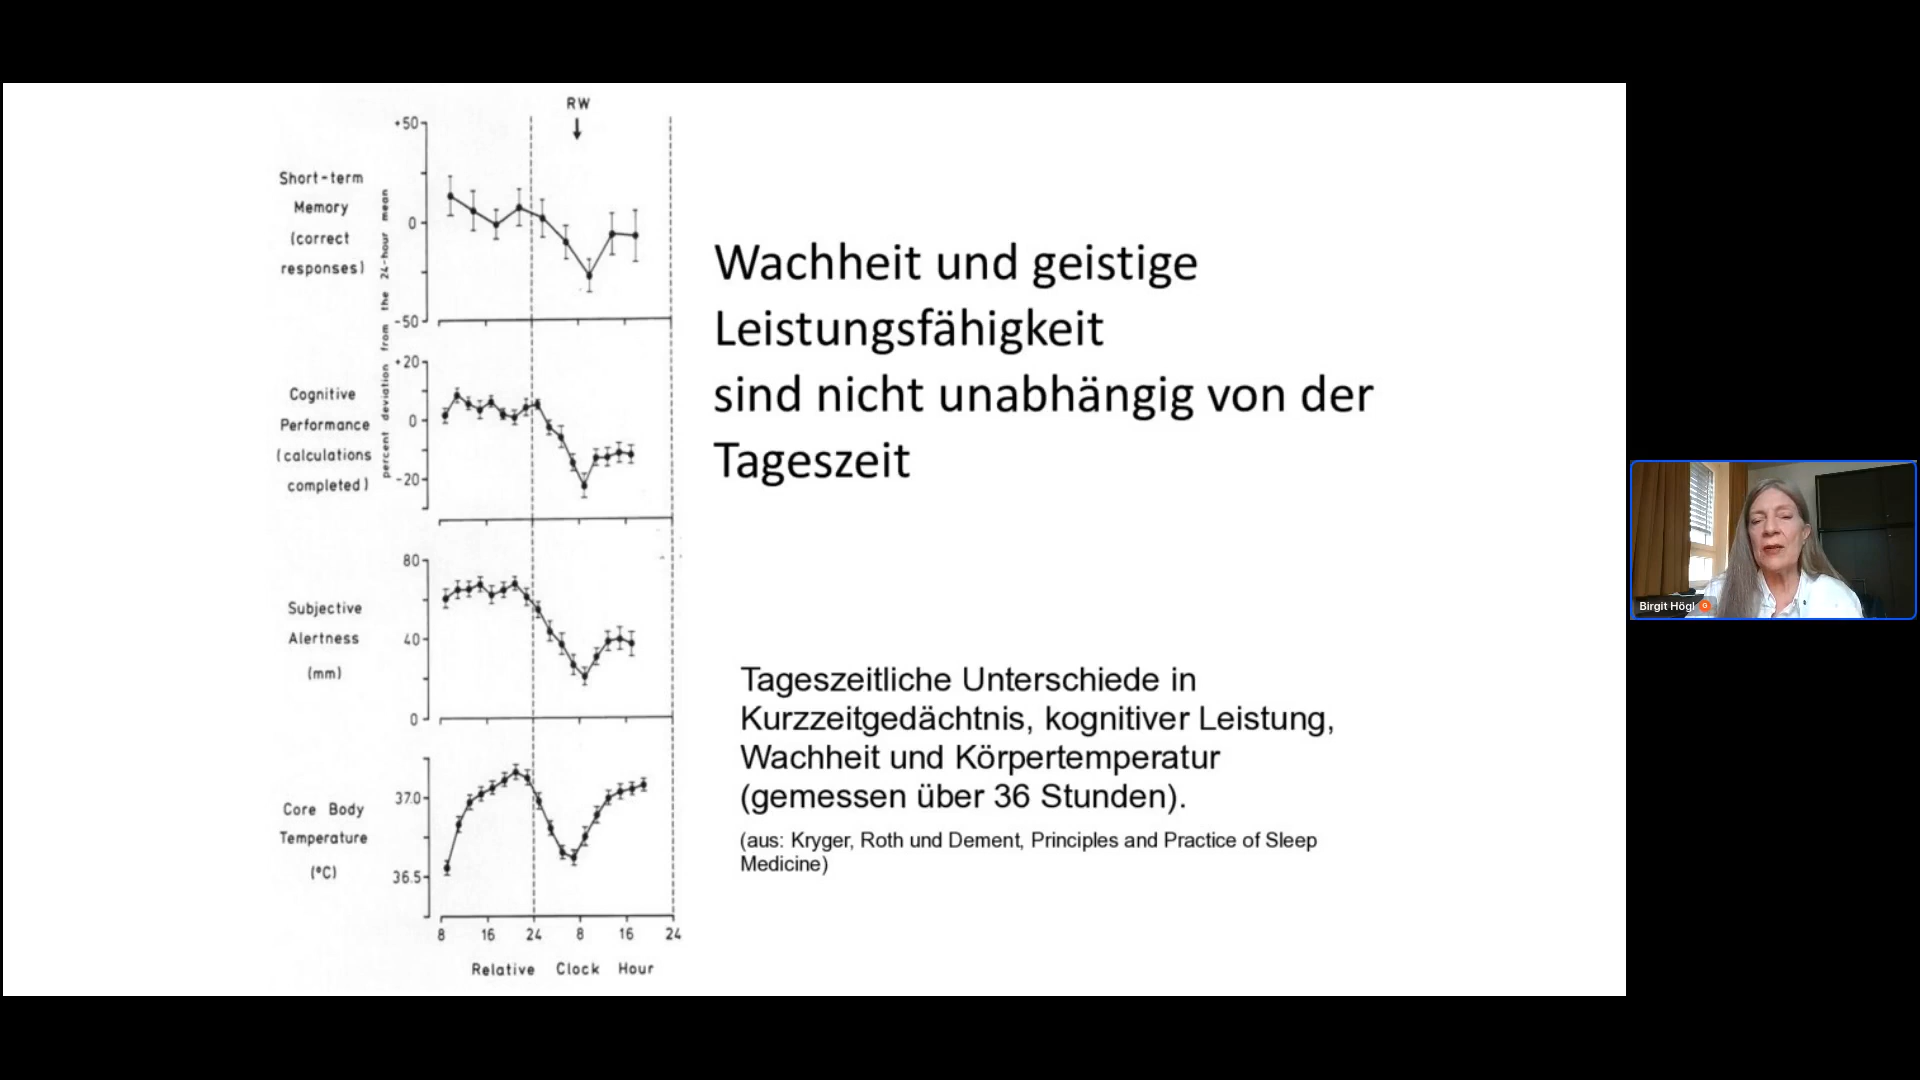 RW
+50
0
-50
Short-term
Memory
(correct
responses)
percent deviation from the 24-hour mean
+20
0
-20
Cognitive
Performance
(calculations
completed)
80
40
0
Subjective
Alertness
(mm)
37.0
36.5
Core Body
Temperature
(°C)
8 16 24 8 16 24
Relative Clock Hour
Wachheit und geistige
Leistungsfähigkeit
sind nicht unabhängig von der
Tageszeit
Tageszeitliche Unterschiede in
Kurzzeitgedächtnis, kognitiver Leistung,
Wachheit und Körpertemperatur
(gemessen über 36 Stunden).
(aus: Kryger, Roth und Dement, Principles and Practice of Sleep
Medicine)
Birgit Högl